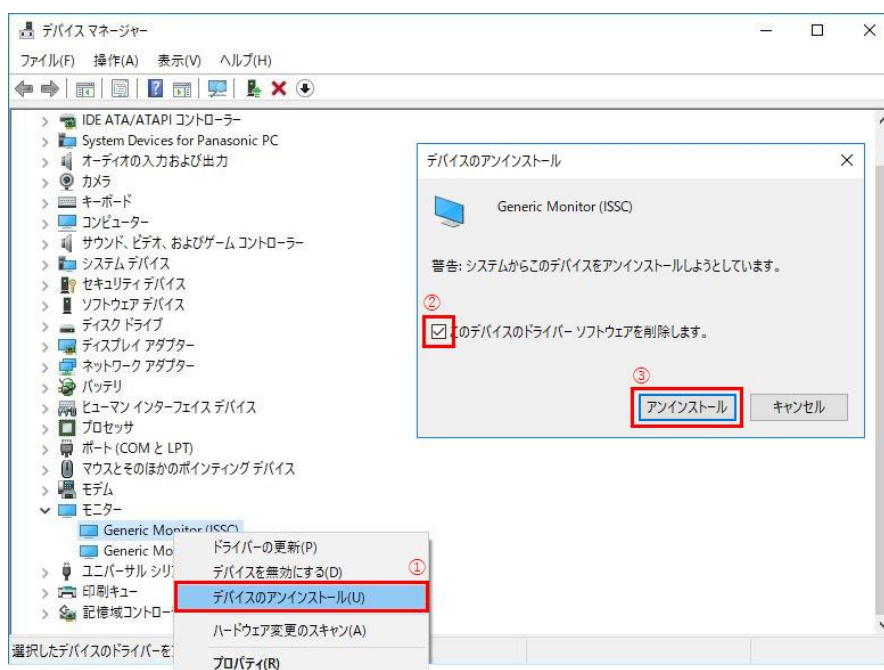 デバイス マネージャー
ファイル(F) 操作(A) 表示(V) ヘルプ(H)
IDE ATA/ATAPI コントローラー
System Devices for Panasonic PC
オーディオの入力および出力
カメラ
キーボード
コンピューター
サウンド、ビデオ、およびゲーム コントローラー
システム デバイス
セキュリティ デバイス
ソフトウェア デバイス
ディスク ドライブ
ディスプレイ アダプター
ネットワーク アダプター
バッテリ
ヒューマン インターフェイス デバイス
プロセッサ
ポート (COM と LPT)
マウスとそのほかのポインティング デバイス
モデム
モニター
Generic Monitor (ISSC)
Generic Mo
ユニバーサル シリ
印刷キュー
記憶域コントロー
選択したデバイスのドライバーを
ドライバーの更新(P)
デバイスを無効にする(D)
①
デバイスのアンインストール(U)
ハードウェア変更のスキャン(A)
プロパティ(R)
デバイスのアンインストール
Generic Monitor (ISSC)
警告: システムからこのデバイスをアンインストールしようとしています。
②
このデバイスのドライバー ソフトウェアを削除します。
③
アンインストール キャンセル